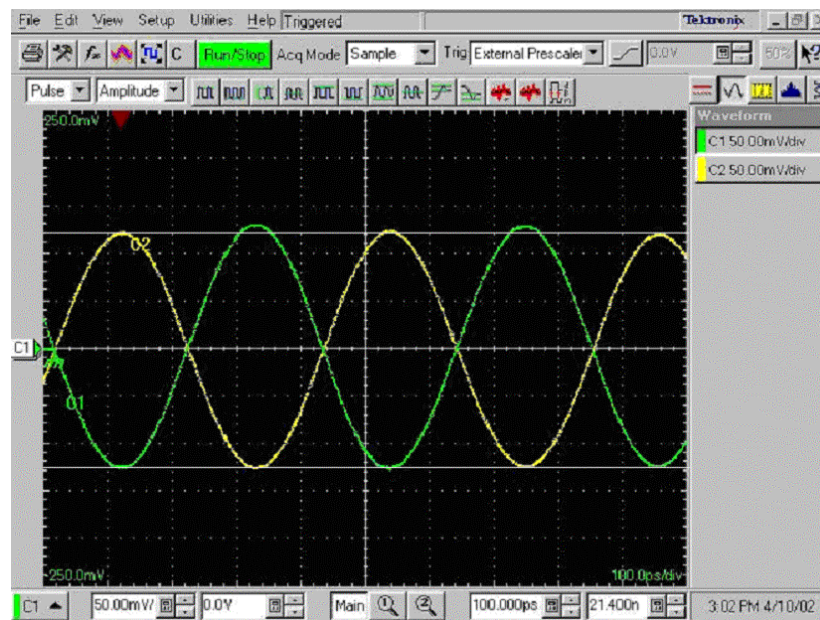 File Edit View Setup Utilities Help Triggered Tektronix
C Run/Stop Acq Mode Sample Trig External Prescaler 0.0V 50% ?
Pulse Amplitude
250.0mV
Waveform
C1 50.00mV/div
C2 50.00mV/div
C2
C1
C1
-250.0mV 100.0ps/div
C1 50.00mV/ 0.0V Main 1 2 100.000ps 21.400n 3:02 PM 4/10/02